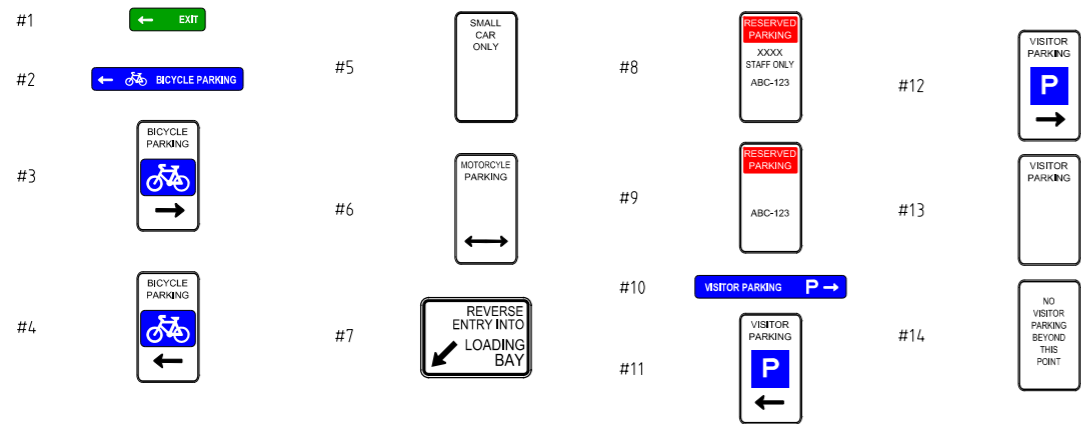 #1
← EXIT
#2
← BICYCLE PARKING
#3
BICYCLE
PARKING
→
#4
BICYCLE
PARKING
←
#5
SMALL
CAR
ONLY
#6
MOTORCYLE
PARKING
↔
#7
REVERSE
ENTRY INTO
LOADING
BAY
#8
RESERVED
PARKING
XXXX
STAFF ONLY
ABC-123
#9
RESERVED
PARKING
ABC-123
#10
VISITOR PARKING P →
#11
VISITOR
PARKING
P
←
#12
VISITOR
PARKING
P
→
#13
VISITOR
PARKING
#14
NO
VISITOR
PARKING
BEYOND
THIS
POINT